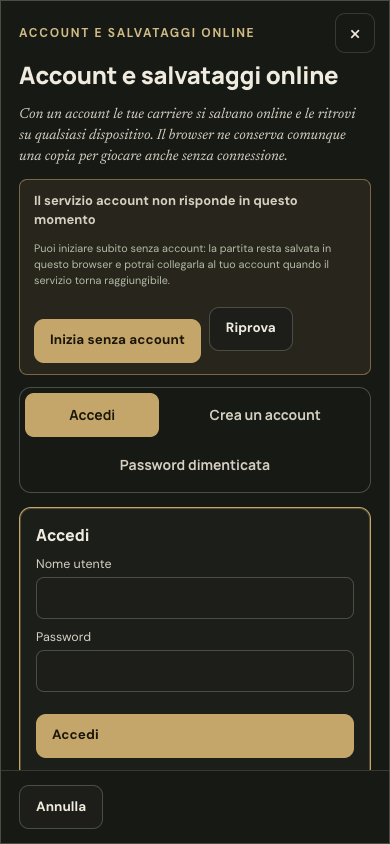 ACCOUNT E SALVATAGGI ONLINE
×
Account e salvataggi online
Con un account le tue carriere si salvano online e le ritrovi
su qualsiasi dispositivo. Il browser ne conserva comunque
una copia per giocare anche senza connessione.
Il servizio account non risponde in questo
momento
Puoi iniziare subito senza account: la partita resta salvata in
questo browser e potrai collegarla al tuo account quando il
servizio torna raggiungibile.
Inizia senza account
Riprova
Accedi
Crea un account
Password dimenticata
Accedi
Nome utente
Password
Accedi
Annulla